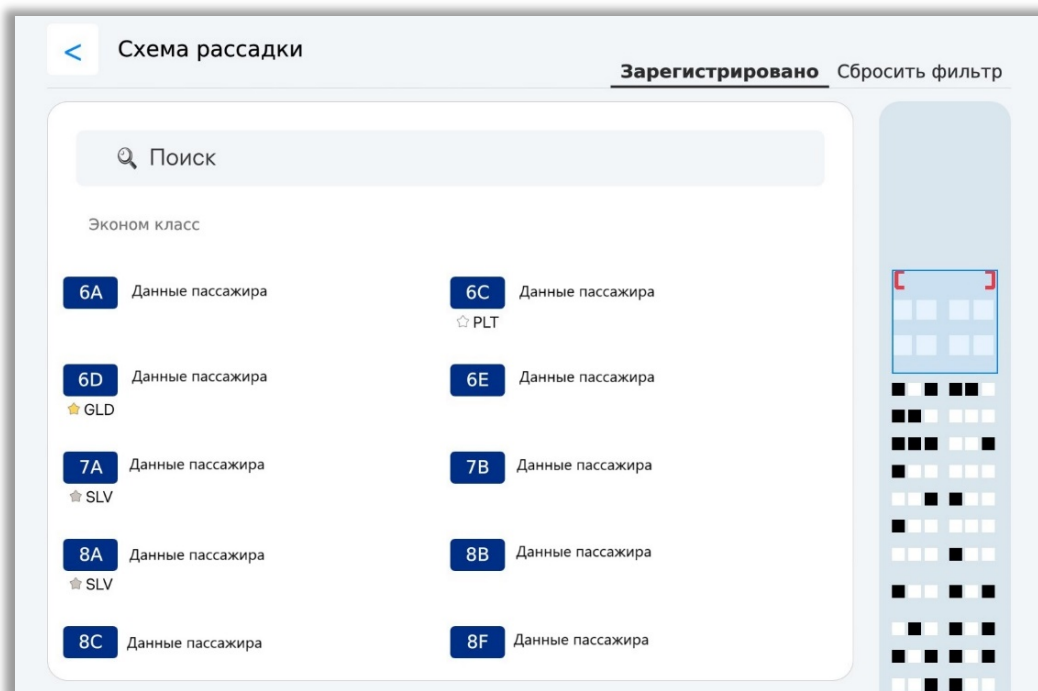 < Схема рассадки
Зарегистрировано Сбросить фильтр
Поиск
Эконом класс
6A Данные пассажира 6C Данные пассажира
PLT
6D Данные пассажира 6E Данные пассажира
GLD
7A Данные пассажира 7B Данные пассажира
SLV
8A Данные пассажира 8B Данные пассажира
SLV
8C Данные пассажира 8F Данные пассажира